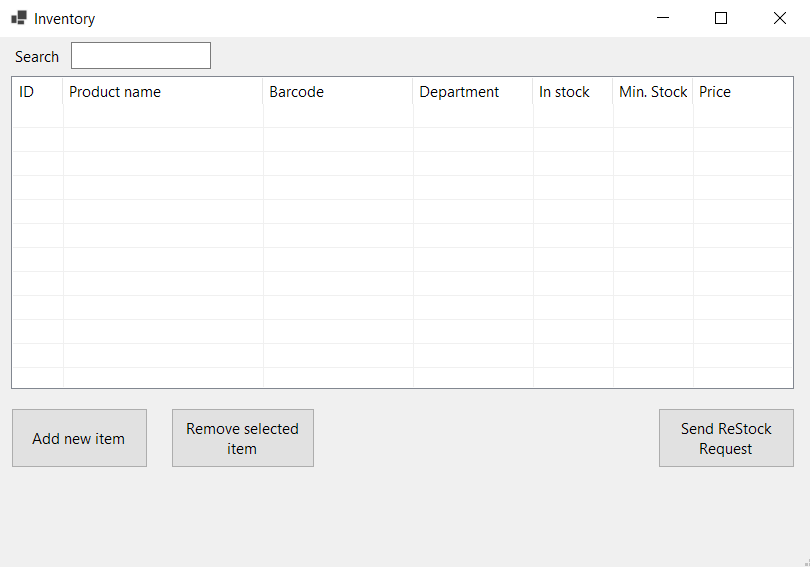 Inventory
Search
ID Product name Barcode Department In stock Min. Stock Price
Add new item
Remove selected
item
Send ReStock
Request